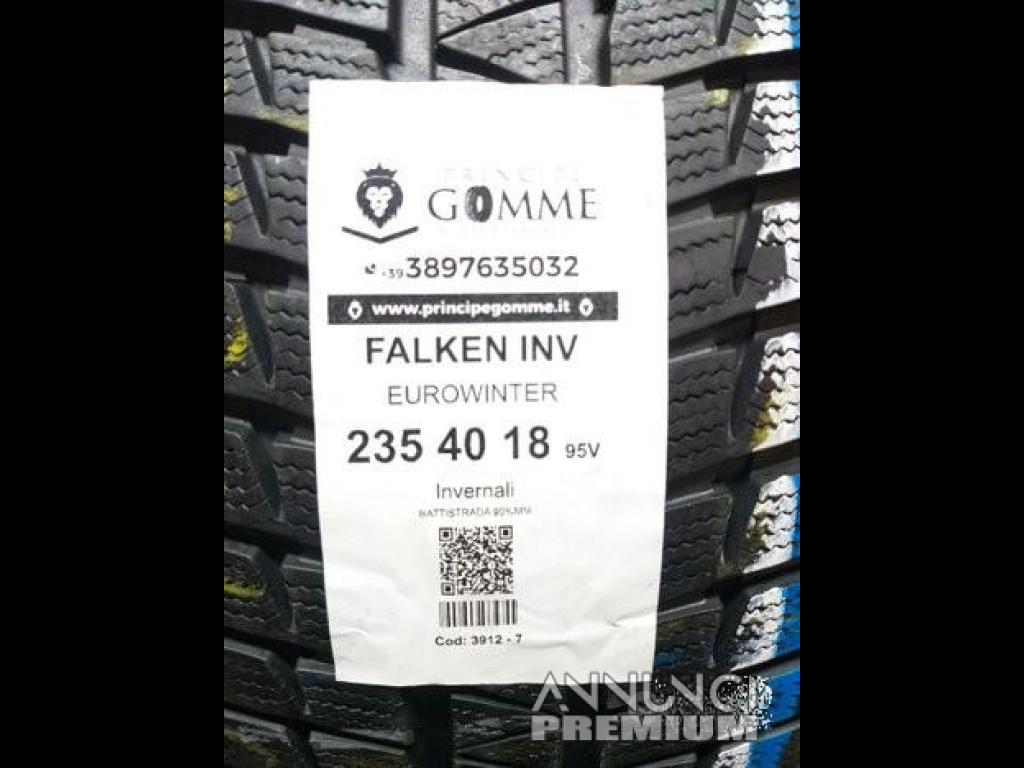 PRINCIPE
GOMME
+39 3897635032
www.principegomme.it
FALKEN INV
EUROWINTER
235 40 18 95V
Invernali
BATTISTRADA 90%MM
Cod: 3912 - 7
ANNUNCI
PREMIUM